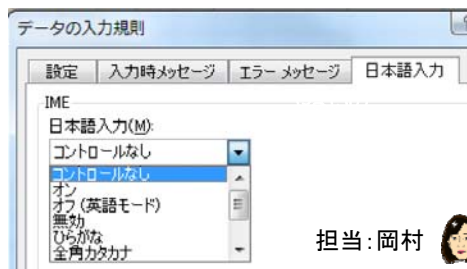 データの入力規則
設定
入力時メッセージ
エラー メッセージ
日本語入力
IME
日本語入力(M):
コントロールなし
コントロールなし
オン
オフ (英語モード)
無効
ひらがな
全角カタカナ
担当:岡村